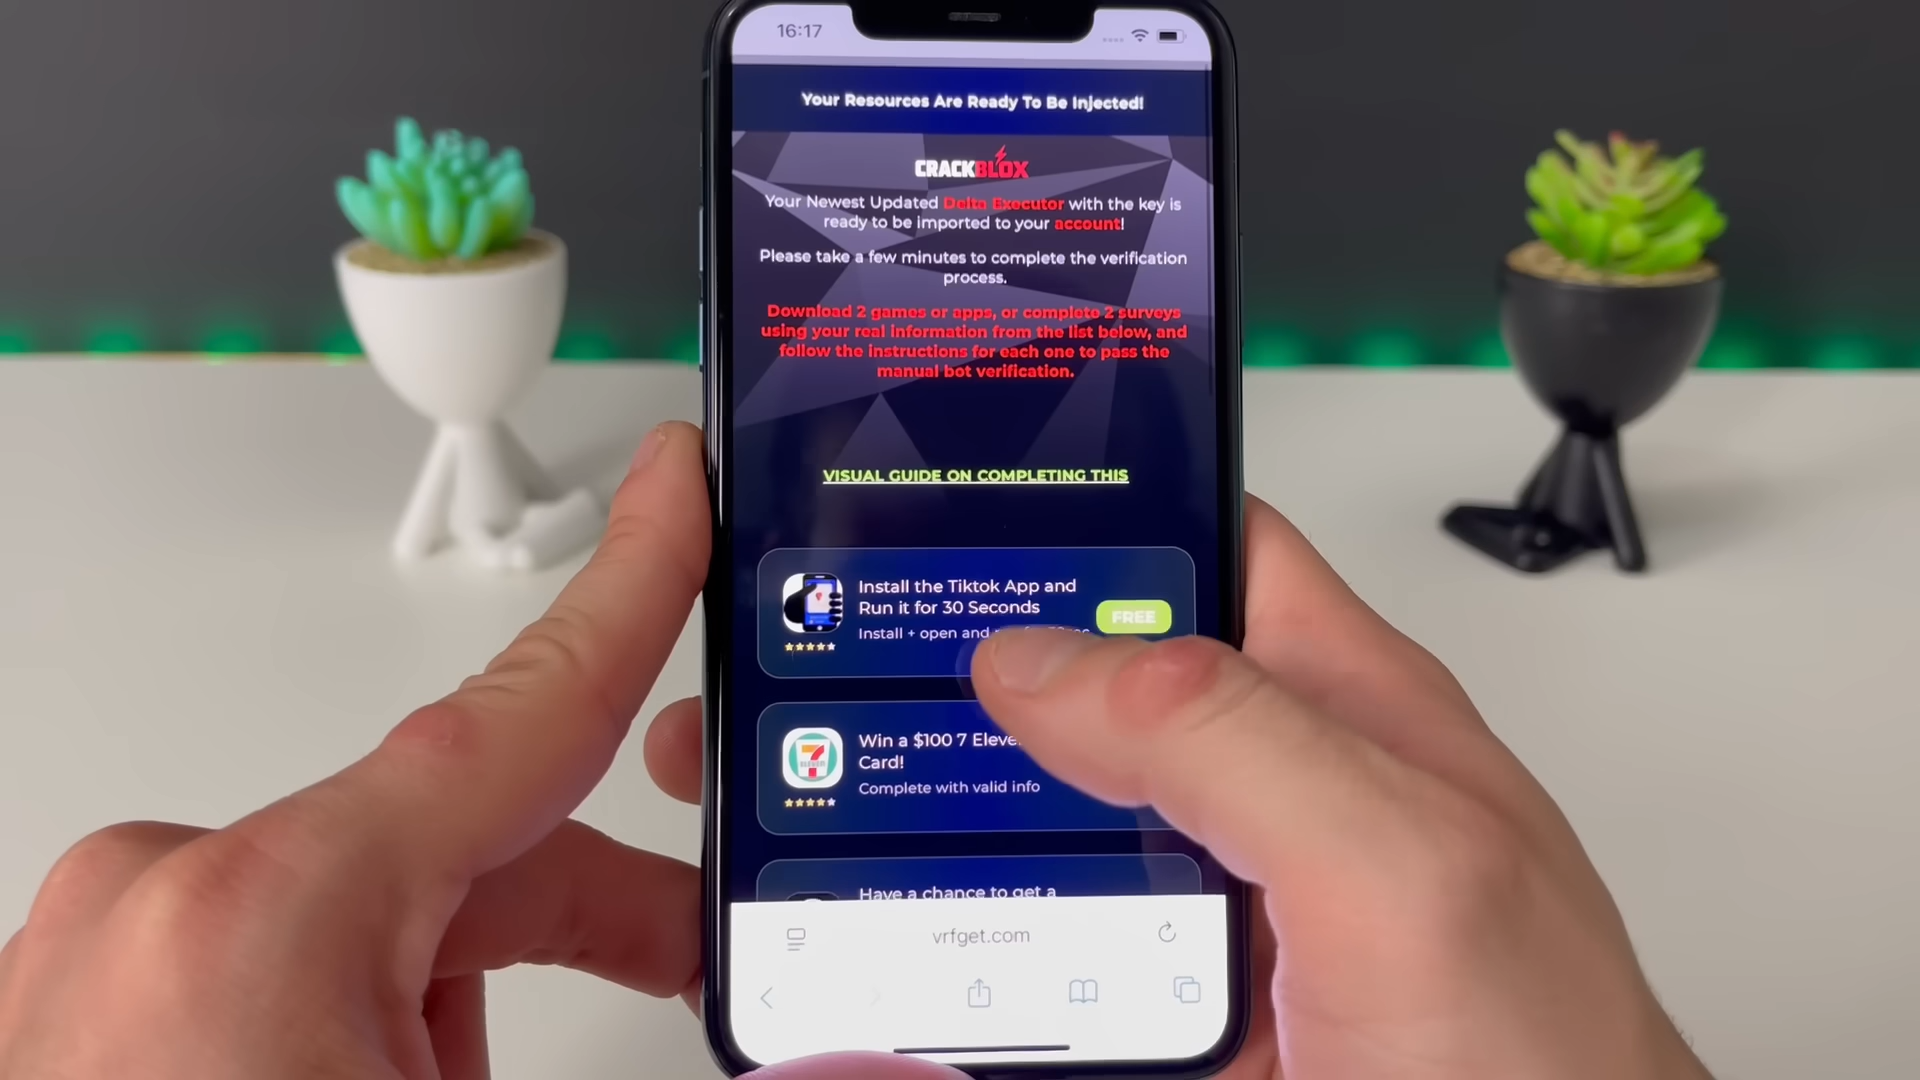 16:17
Your Resources Are Ready To Be Injected!
CRACKBLOX
Your Newest Updated Delta Executor with the key is
ready to be imported to your account!
Please take a few minutes to complete the verification
process.
Download 2 games or apps, or complete 2 surveys
using your real information from the list below, and
follow the instructions for each one to pass the
manual bot verification.
VISUAL GUIDE ON COMPLETING THIS
Install the Tiktok App and
Run it for 30 Seconds
FREE
Install + open and
Win a $100 7
Card!
Complete with valid info
Have a chance to get a
vrfget.com